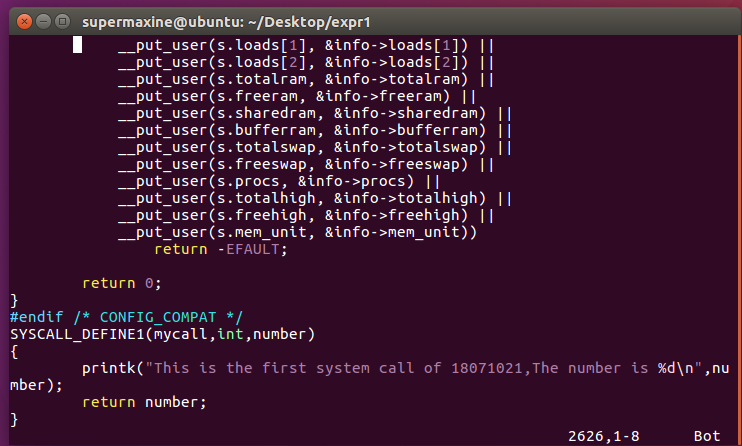 supermaxine@ubuntu: ~/Desktop/expr1
__put_user(s.loads[1], &info->loads[1]) ||
__put_user(s.loads[2], &info->loads[2]) ||
__put_user(s.totalram, &info->totalram) ||
__put_user(s.freeram, &info->freeram) ||
__put_user(s.sharedram, &info->sharedram) ||
__put_user(s.bufferram, &info->bufferram) ||
__put_user(s.totalswap, &info->totalswap) ||
__put_user(s.freeswap, &info->freeswap) ||
__put_user(s.procs, &info->procs) ||
__put_user(s.totalhigh, &info->totalhigh) ||
__put_user(s.freehigh, &info->freehigh) ||
__put_user(s.mem_unit, &info->mem_unit))
return -EFAULT;
return 0;
}
#endif /* CONFIG_COMPAT */
SYSCALL_DEFINE1(mycall,int,number)
{
printk("This is the first system call of 18071021,The number is %d\n",nu
mber);
return number;
}
2626,1-8 Bot